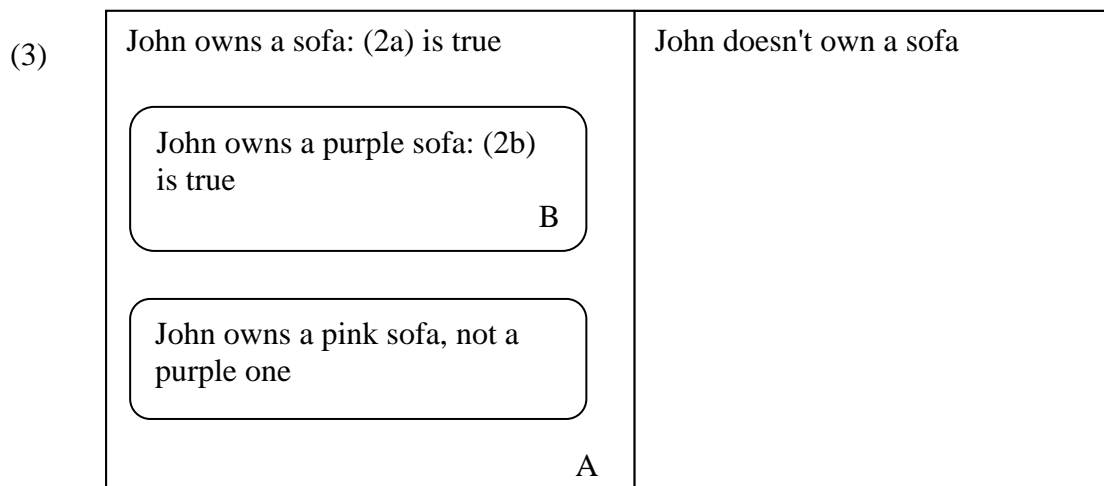 (3)
John owns a sofa: (2a) is true
John doesn't own a sofa
John owns a purple sofa: (2b)
is true
B
John owns a pink sofa, not a
purple one
A